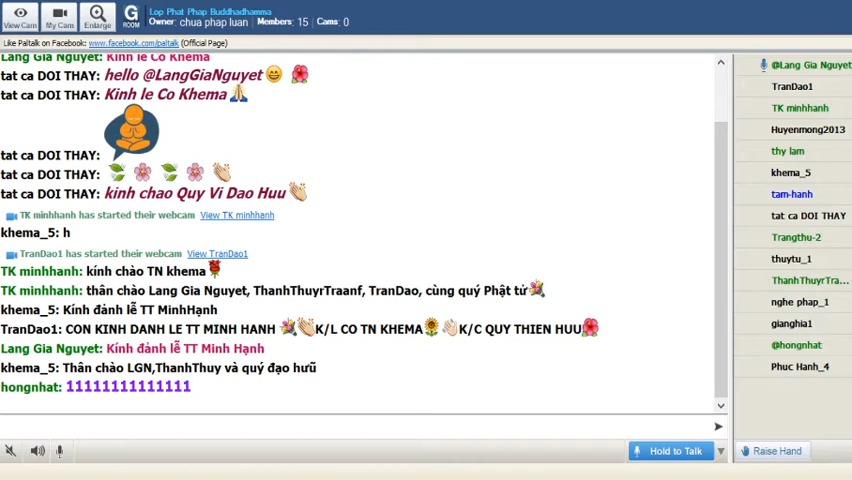 View Cam
My Cam
Enlarge
G
ROOM
Lop Phat Phap Buddhadhamma
Owner: chua phap luan Members: 15 Cams: 0
Like Paltalk on Facebook: www.facebook.com/paltalk (Official Page)
Lang Gia Nguyet: Kinh le Co Khema
tat ca DOI THAY: hello @LangGiaNguyet
tat ca DOI THAY: Kinh le Co Khema
tat ca DOI THAY:
tat ca DOI THAY:
tat ca DOI THAY: kinh chao Quy Vi Dao Huu
TK minhhanh has started their webcam View TK minhhanh
khema_5: h
TranDao1 has started their webcam View TranDao1
TK minhhanh: kính chào TN khema
TK minhhanh: thân chào Lang Gia Nguyet, ThanhThuyrTraanf, TranDao, cùng quý Phật tử
khema_5: Kính đảnh lễ TT MinHạnh
TranDao1: CON KINH DANH LE TT MINH HANH K/L CO TN KHEMA K/C QUY THIEN HUU
Lang Gia Nguyet: Kính đảnh lễ TT Minh Hạnh
khema_5: Thân chào LGN,ThanhThuy và quý đạo hưũ
hongnhat: 11111111111111
Hold to Talk
@Lang Gia Nguyet
TranDao1
TK minhhanh
Huyenmong2013
thy lam
khema_5
tam-hanh
tat ca DOI THAY
Trangthu-2
thuytu_1
ThanhThuyrTra...
nghe phap_1
gianghia1
@hongnhat
Phuc Hanh_4
Raise Hand